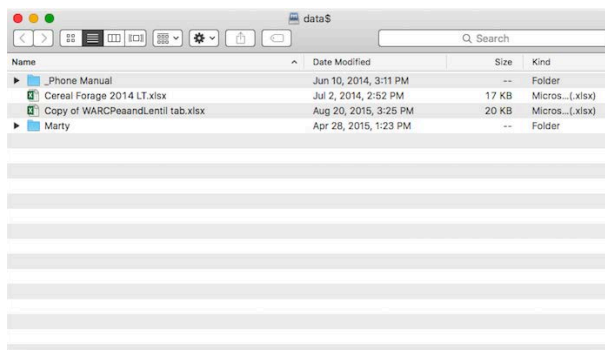 data$
Search
Name Date Modified Size Kind
_Phone Manual Jun 10, 2014, 3:11 PM -- Folder
Cereal Forage 2014 LT.xlsx Jul 2, 2014, 2:52 PM 17 KB Micros...(.xlsx)
Copy of WARCPeaandLentil tab.xlsx Aug 20, 2015, 3:25 PM 20 KB Micros...(.xlsx)
Marty Apr 28, 2015, 1:23 PM -- Folder